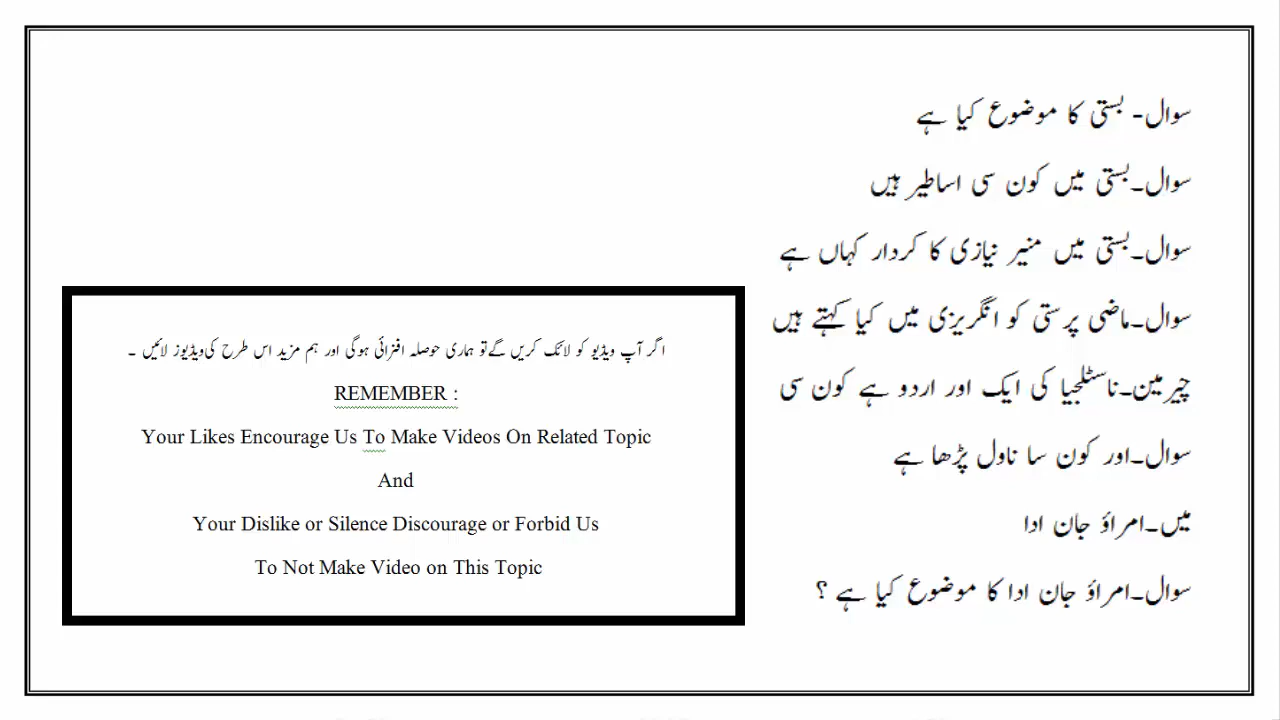 سوال۔ بستی کا موضوع کیا ہے
سوال۔بستی میں کون سی اساطیر ہیں
سوال۔بستی میں منیر نیازی کا کردار کہاں ہے
سوال۔ماضی پرستی کو انگریزی میں کیا کہتے ہیں
چیرمین۔ناسٹلجیا کی ایک اور اردو ہے کون سی
سوال۔اور کون سا ناول پڑھا ہے
میں۔امراؤ جان ادا
سوال۔امراؤ جان ادا کا موضوع کیا ہے ؟
اگر آپ ویڈیو کو لائک کریں گےتو ہماری حوصلہ افزائی ہوگی اور ہم مزید اس طرح کی ویڈیوز لائیں ۔
REMEMBER :
Your Likes Encourage Us To Make Videos On Related Topic
And
Your Dislike or Silence Discourage or Forbid Us
To Not Make Video on This Topic